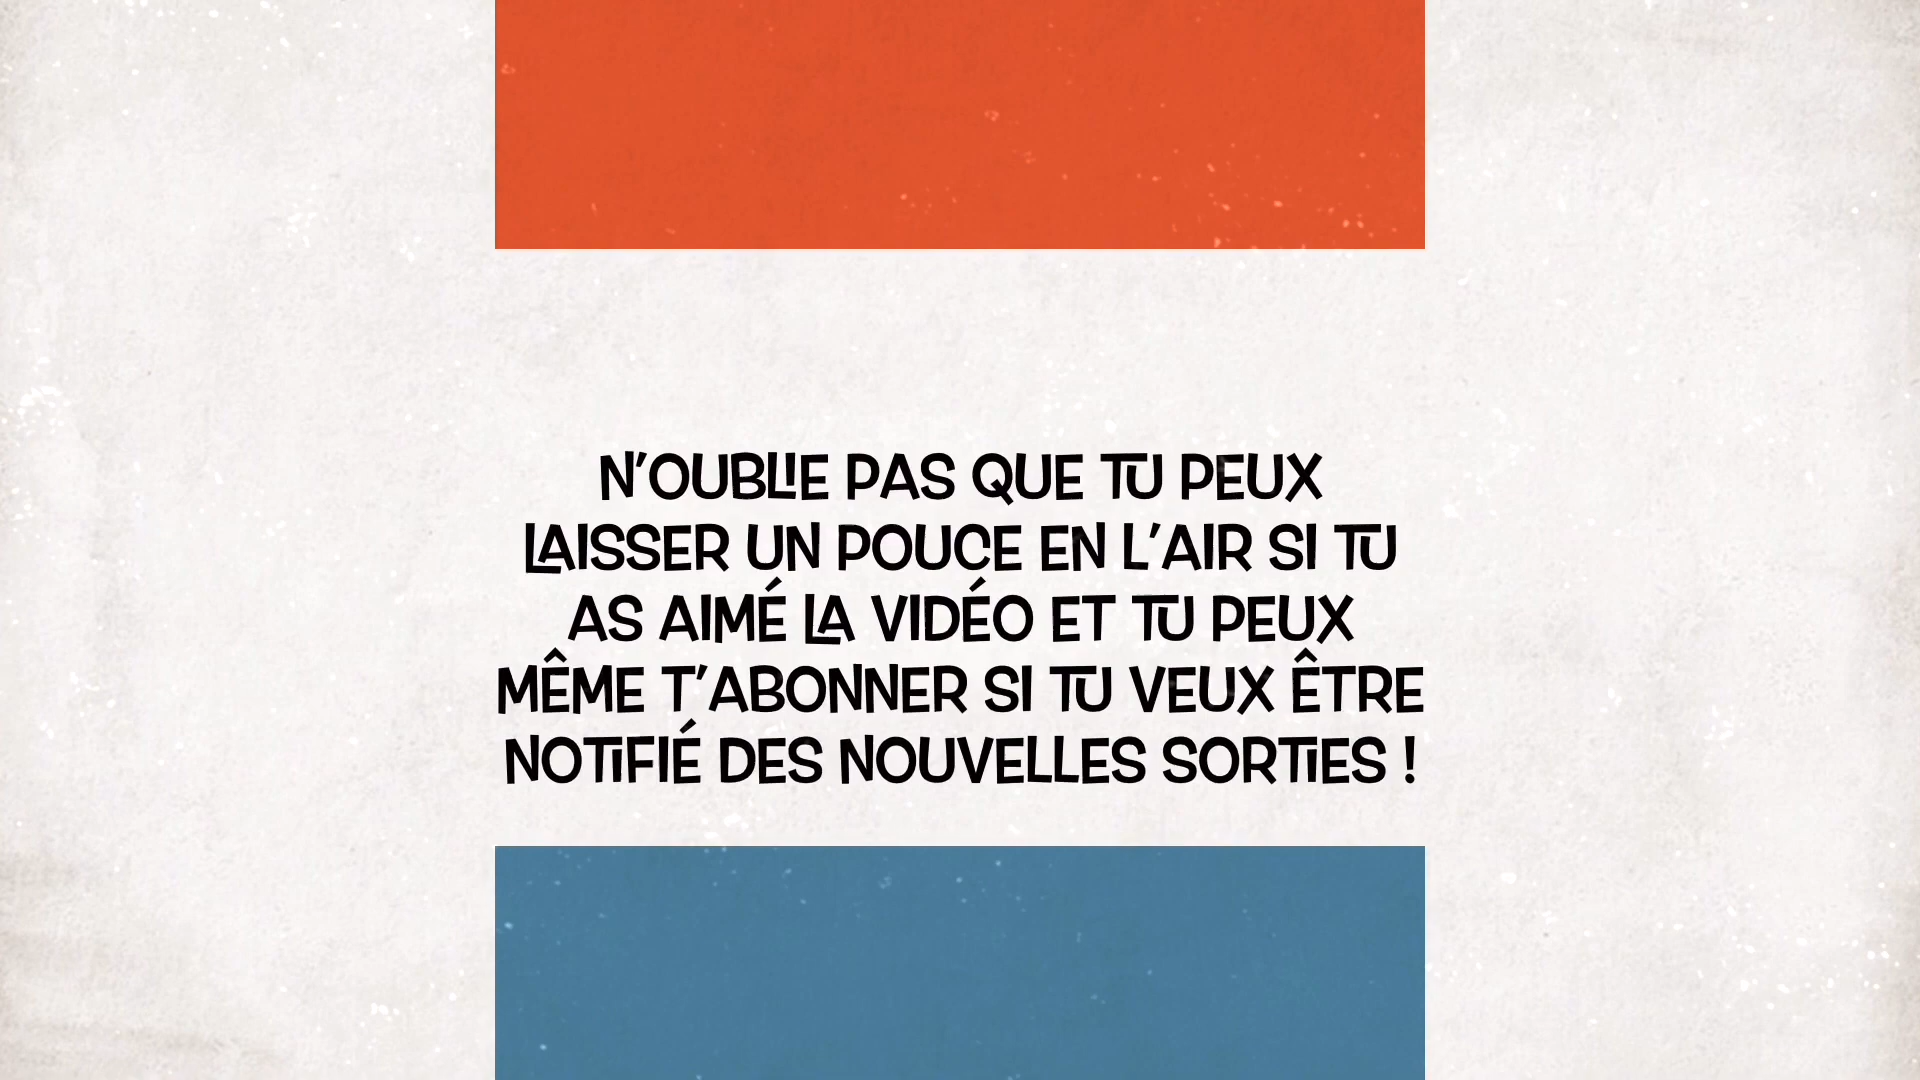 N'OUBLIE PAS QUE TU PEUX
LAISSER UN POUCE EN L'AIR SI TU
AS AIMÉ LA VIDÉO ET TU PEUX
MÊME T'ABONNER SI TU VEUX ÊTRE
NOTIFIÉ DES NOUVELLES SORTIES !